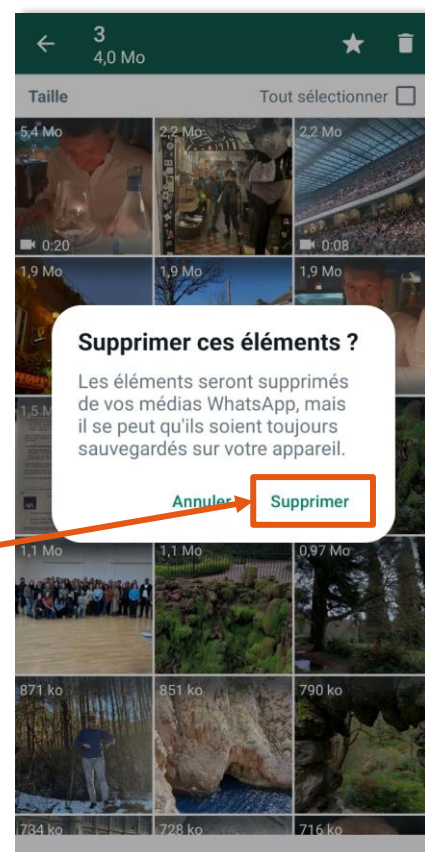 3
4,0 Mo
Taille
Tout sélectionner
5,4 Mo
2,2 Mo
2,2 Mo
0:20
0:08
1,9 Mo
1,9 Mo
1,9 Mo
Supprimer ces éléments ?
Les éléments seront supprimés
de vos médias WhatsApp, mais
il se peut qu'ils soient toujours
sauvegardés sur votre appareil.
1,5 M
Annuler
Supprimer
1,1 Mo
1,1 Mo
0,97 Mo
871 ko
851 ko
790 ko
734 ko
728 ko
716 ko